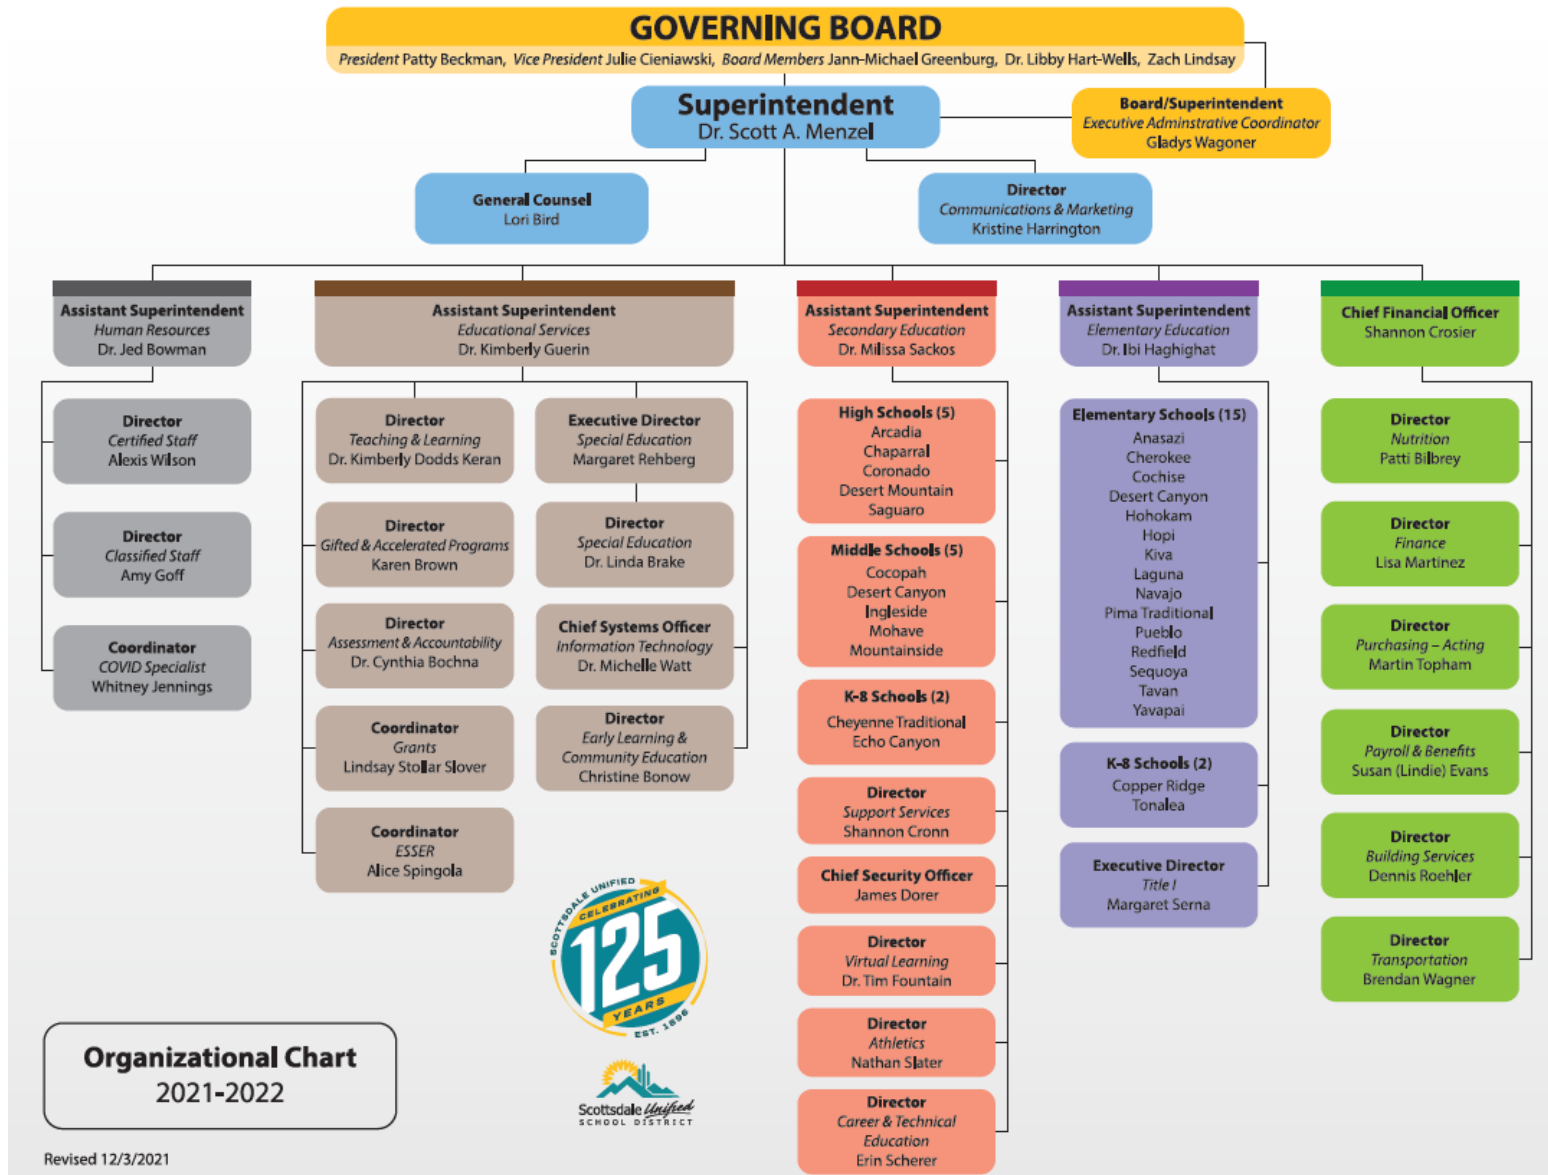 GOVERNING BOARD
President Patty Beckman, Vice President Julie Cieniawski, Board Members Jann-Michael Greenburg, Dr. Libby Hart-Wells, Zach Lindsay
Superintendent
Dr. Scott A. Menzel
Board/Superintendent
Executive Adminstrative Coordinator
Gladys Wagoner
General Counsel
Lori Bird
Director
Communications & Marketing
Kristine Harrington
Assistant Superintendent
Human Resources
Dr. Jed Bowman
Director
Certified Staff
Alexis Wilson
Director
Classified Staff
Amy Goff
Coordinator
COVID Specialist
Whitney Jennings
Assistant Superintendent
Educational Services
Dr. Kimberly Guerin
Director
Teaching & Learning
Dr. Kimberly Dodds Keran
Director
Gifted & Accelerated Programs
Karen Brown
Director
Assessment & Accountability
Dr. Cynthia Bochna
Coordinator
Grants
Lindsay Stollar Slover
Coordinator
ESSER
Alice Spingola
Executive Director
Special Education
Margaret Rehberg
Director
Special Education
Dr. Linda Brake
Chief Systems Officer
Information Technology
Dr. Michelle Watt
Director
Early Learning &
Community Education
Christine Bonow
Assistant Superintendent
Secondary Education
Dr. Milissa Sackos
High Schools (5)
Arcadia
Chaparral
Coronado
Desert Mountain
Saguaro
Middle Schools (5)
Cocopah
Desert Canyon
Ingleside
Mohave
Mountainside
K-8 Schools (2)
Cheyenne Traditional
Echo Canyon
Director
Support Services
Shannon Cronn
Chief Security Officer
James Dorer
Director
Virtual Learning
Dr. Tim Fountain
Director
Athletics
Nathan Slater
Director
Career & Technical
Education
Erin Scherer
Assistant Superintendent
Elementary Education
Dr. Ibi Haghighat
Elementary Schools (15)
Anasazi
Cherokee
Cochise
Desert Canyon
Hohokam
Hopi
Kiva
Laguna
Navajo
Pima Traditional
Pueblo
Redfield
Sequoya
Tavan
Yavapai
K-8 Schools (2)
Copper Ridge
Tonalea
Executive Director
Title I
Margaret Serna
Chief Financial Officer
Shannon Crosier
Director
Nutrition
Patti Bilbrey
Director
Finance
Lisa Martinez
Director
Purchasing – Acting
Martin Topham
Director
Payroll & Benefits
Susan (Lindie) Evans
Director
Building Services
Dennis Roehler
Director
Transportation
Brendan Wagner
SCOTTSDALE UNIFIED
CELEBRATING
125
YEARS
EST. 1896
Scottsdale Unified
SCHOOL DISTRICT
Organizational Chart
2021-2022
Revised 12/3/2021